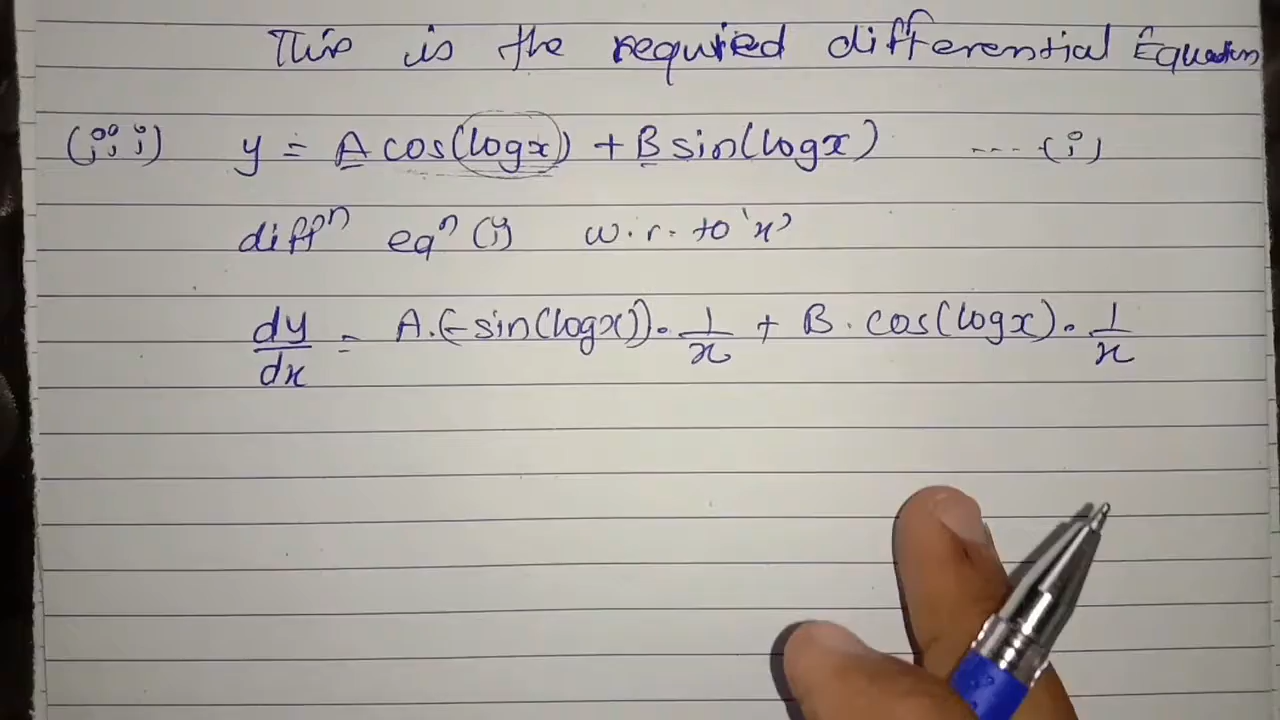 This is the required differential Equation
(iii) y = A cos(logx) + B sin(logx) ---- (i)
diffⁿ eqⁿ (i) w.r. to 'x'
dy/dx = A.(-sin(logx)). 1/x + B. cos(logx). 1/x